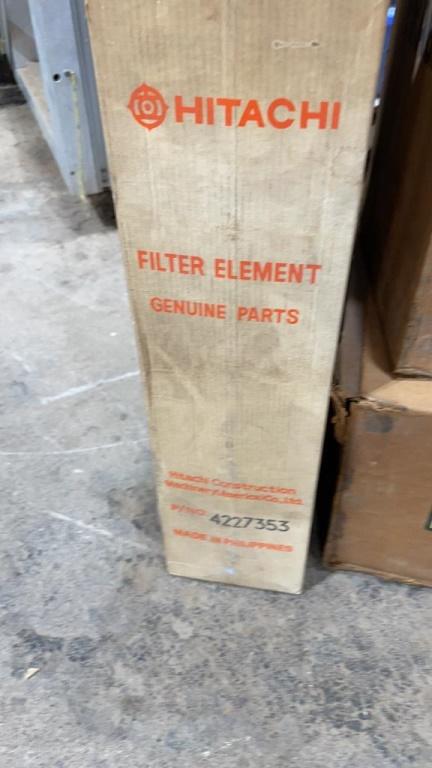 HITACHI
FILTER ELEMENT
GENUINE PARTS
Hitachi Construction
Machinery(America)Co.,Ltd.
P/NO. 4227353
MADE IN PHILIPPINES